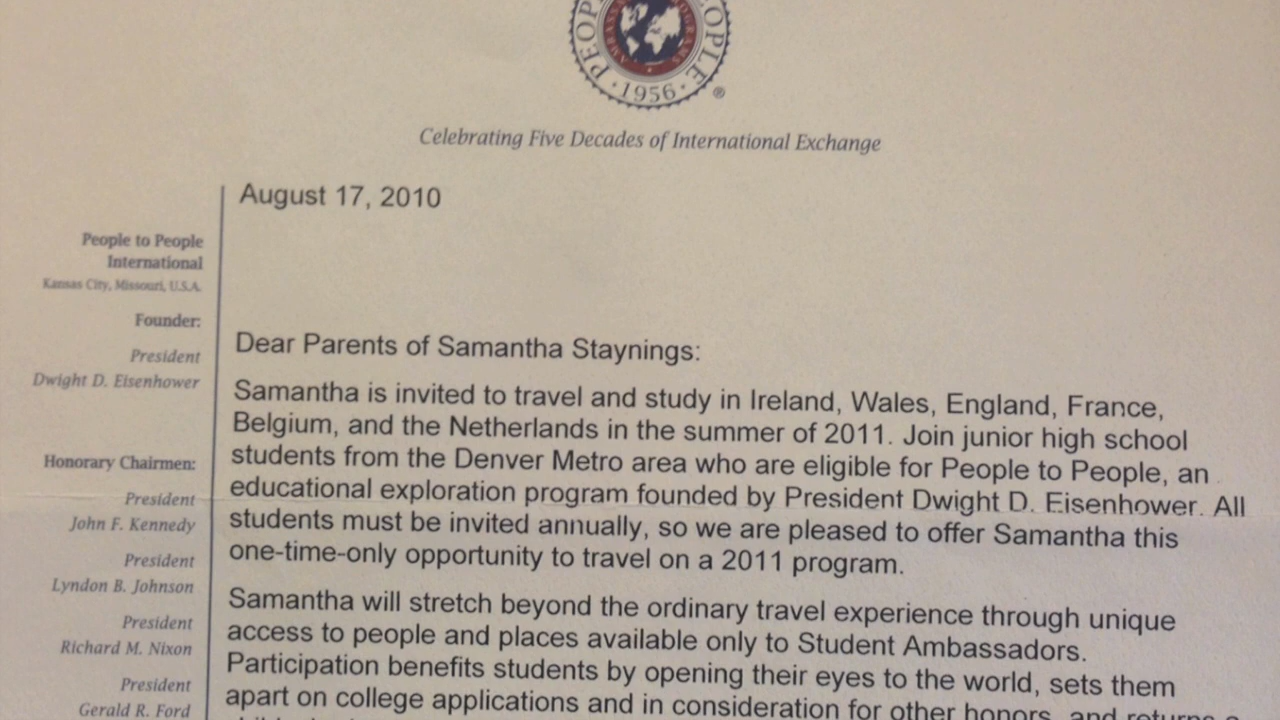 PEOP
EOPLE
1956
®
Celebrating Five Decades of International Exchange
August 17, 2010
People to People
International
Kansas City, Missouri, U.S.A.
Founder:
President
Dwight D. Eisenhower
Honorary Chairmen:
President
John F. Kennedy
President
Lyndon B. Johnson
President
Richard M. Nixon
President
Gerald R. Ford
Dear Parents of Samantha Staynings:
Samantha is invited to travel and study in Ireland, Wales, England, France,
Belgium, and the Netherlands in the summer of 2011. Join junior high school
students from the Denver Metro area who are eligible for People to People, an
educational exploration program founded by President Dwight D. Eisenhower. All
students must be invited annually, so we are pleased to offer Samantha this
one-time-only opportunity to travel on a 2011 program.
Samantha will stretch beyond the ordinary travel experience through unique
access to people and places available only to Student Ambassadors.
Participation benefits students by opening their eyes to the world, sets them
apart on college applications and in consideration for other honors, and returns a